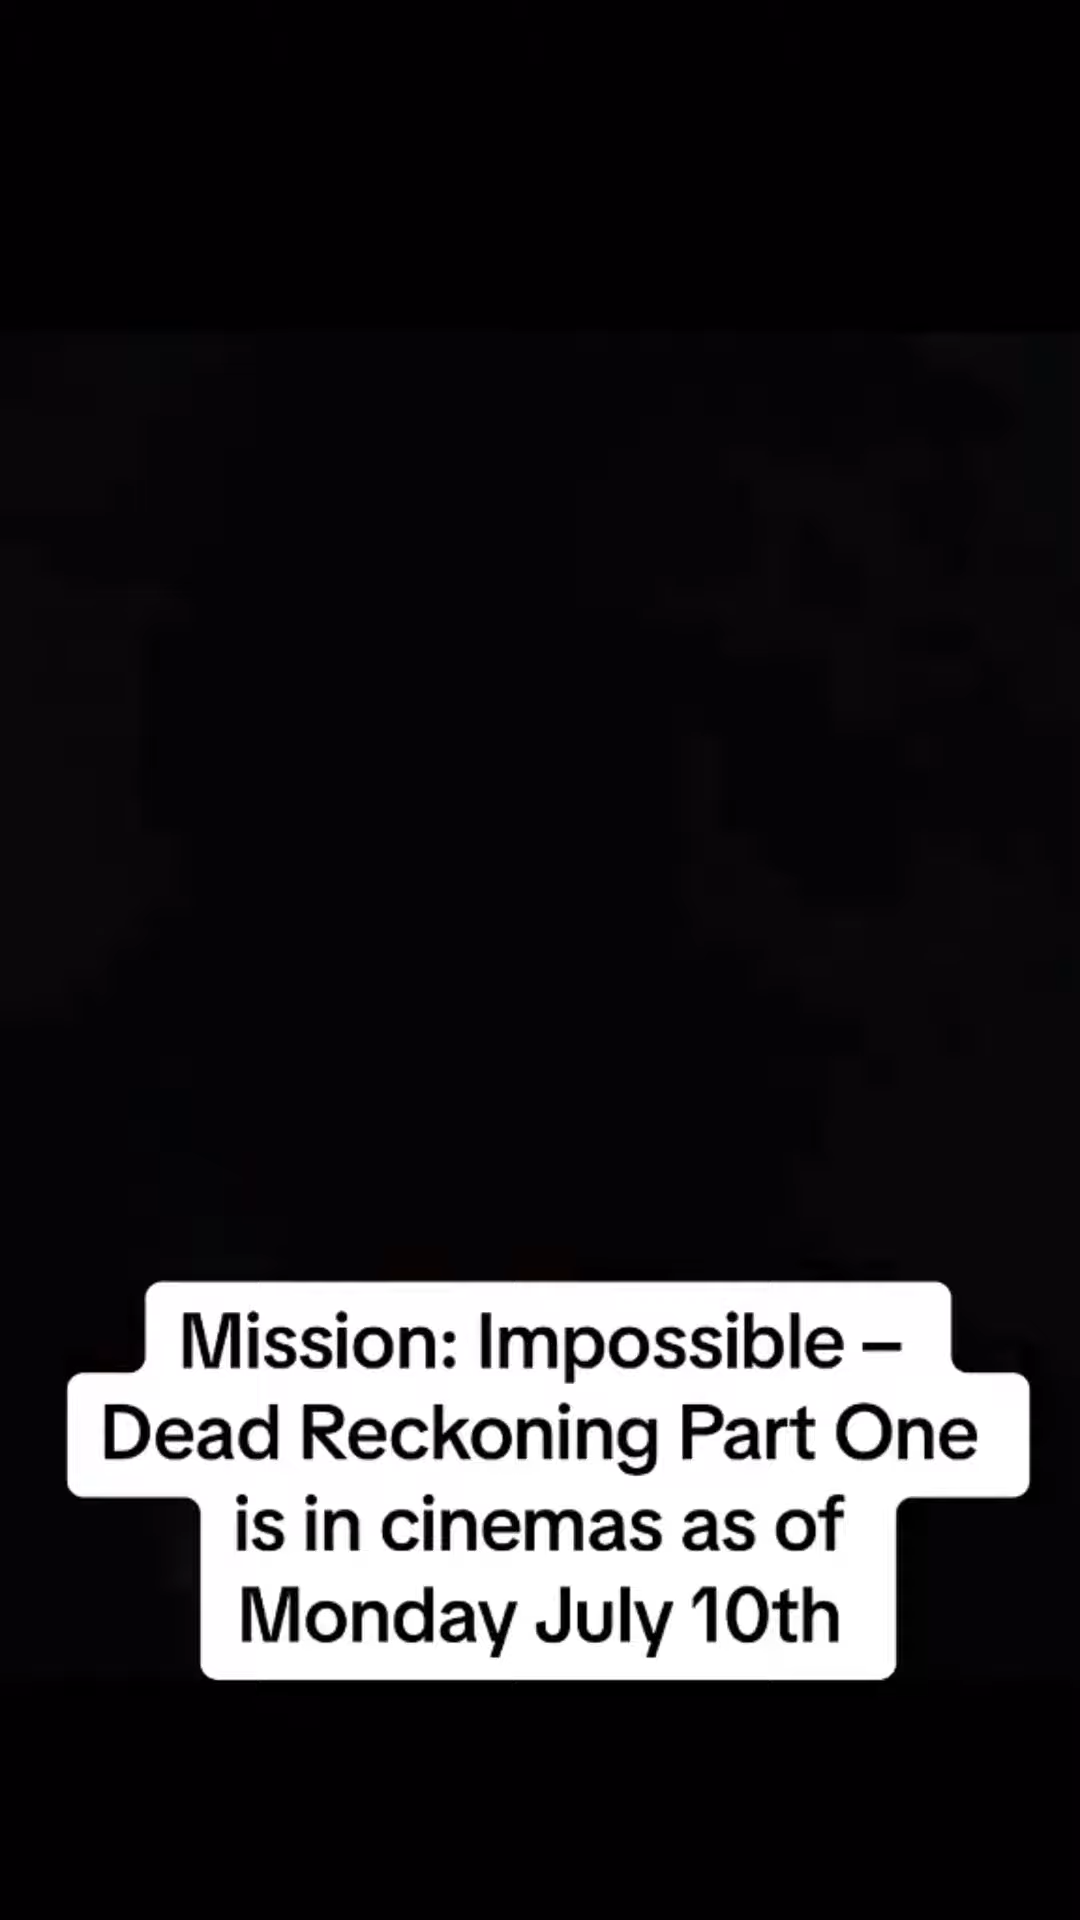 Mission: Impossible –
Dead Reckoning Part One
is in cinemas as of
Monday July 10th